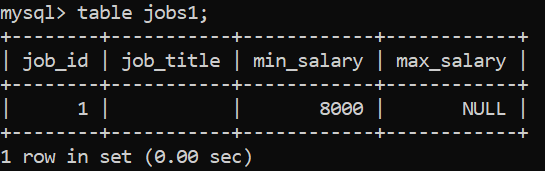 mysql> table jobs1;
+--------+-----------+------------+------------+
| job_id | job_title | min_salary | max_salary |
+--------+-----------+------------+------------+
|      1 |           |       8000 |       NULL |
+--------+-----------+------------+------------+
1 row in set (0.00 sec)